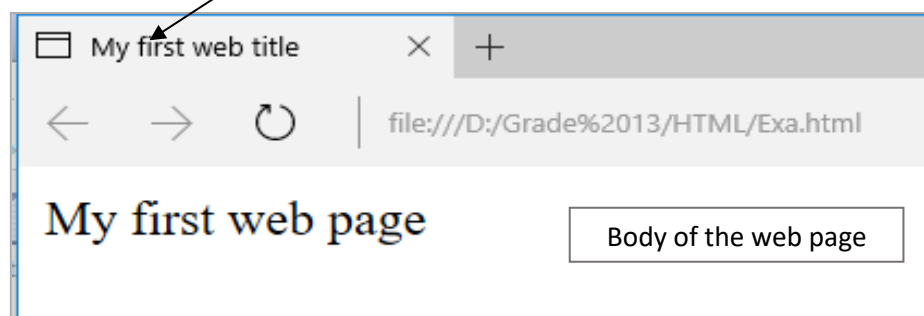 My first web title
file:///D:/Grade%2013/HTML/Exa.html
My first web page
Body of the web page